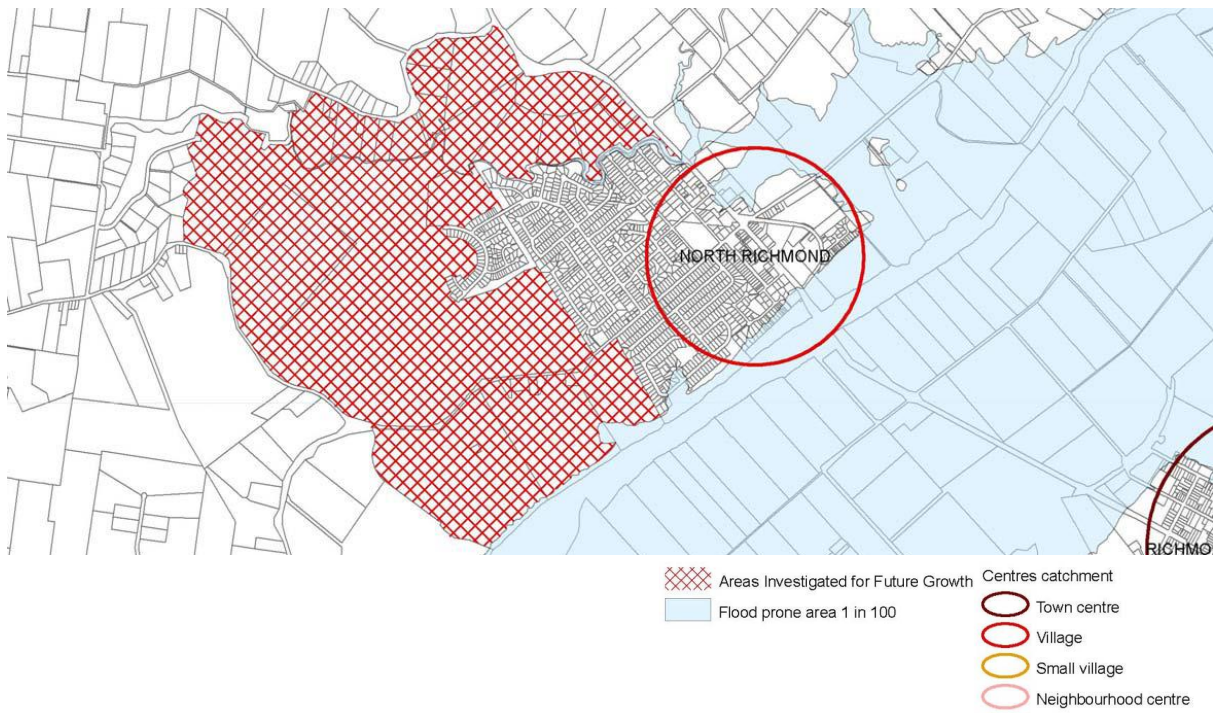 NORTH RICHMOND
RICHMO
Areas Investigated for Future Growth
Flood prone area 1 in 100
Centres catchment
Town centre
Village
Small village
Neighbourhood centre